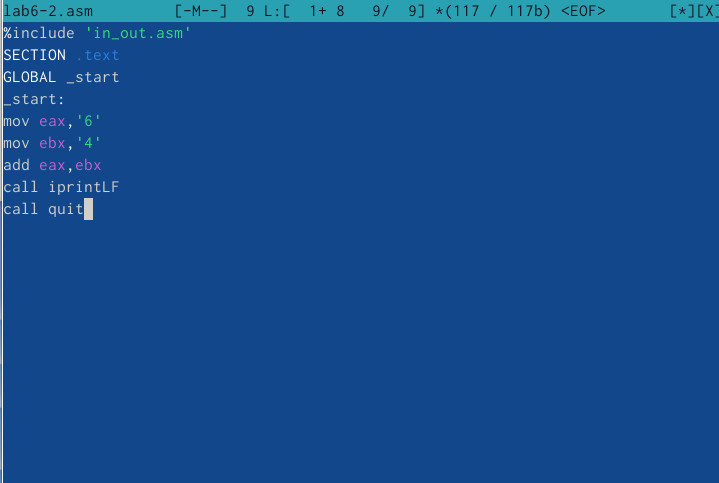 lab6-2.asm [-M--] 9 L:[ 1+ 8 9/ 9] *(117 / 117b) <EOF> [*][X]
%include 'in_out.asm'
SECTION .text
GLOBAL _start
_start:
mov eax,'6'
mov ebx,'4'
add eax,ebx
call iprintLF
call quit